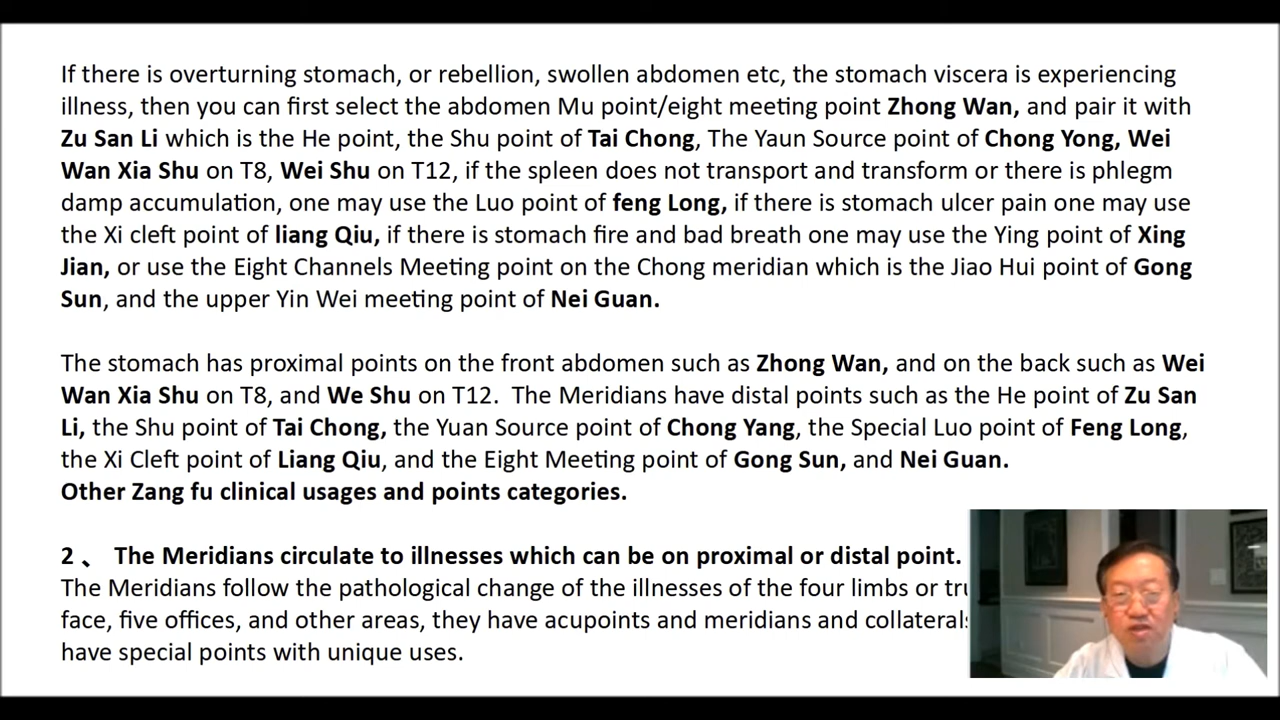 If there is overturning stomach, or rebellion, swollen abdomen etc, the stomach viscera is experiencing
illness, then you can first select the abdomen Mu point/eight meeting point Zhong Wan, and pair it with
Zu San Li which is the He point, the Shu point of Tai Chong, The Yaun Source point of Chong Yong, Wei
Wan Xia Shu on T8, Wei Shu on T12, if the spleen does not transport and transform or there is phlegm
damp accumulation, one may use the Luo point of feng Long, if there is stomach ulcer pain one may use
the Xi cleft point of liang Qiu, if there is stomach fire and bad breath one may use the Ying point of Xing
Jian, or use the Eight Channels Meeting point on the Chong meridian which is the Jiao Hui point of Gong
Sun, and the upper Yin Wei meeting point of Nei Guan.
The stomach has proximal points on the front abdomen such as Zhong Wan, and on the back such as Wei
Wan Xia Shu on T8, and We Shu on T12. The Meridians have distal points such as the He point of Zu San
Li, the Shu point of Tai Chong, the Yuan Source point of Chong Yang, the Special Luo point of Feng Long,
the Xi Cleft point of Liang Qiu, and the Eight Meeting point of Gong Sun, and Nei Guan.
Other Zang fu clinical usages and points categories.
2、 The Meridians circulate to illnesses which can be on proximal or distal point.
The Meridians follow the pathological change of the illnesses of the four limbs or
face, five offices, and other areas, they have acupoints and meridians and collaterals
have special points with unique uses.